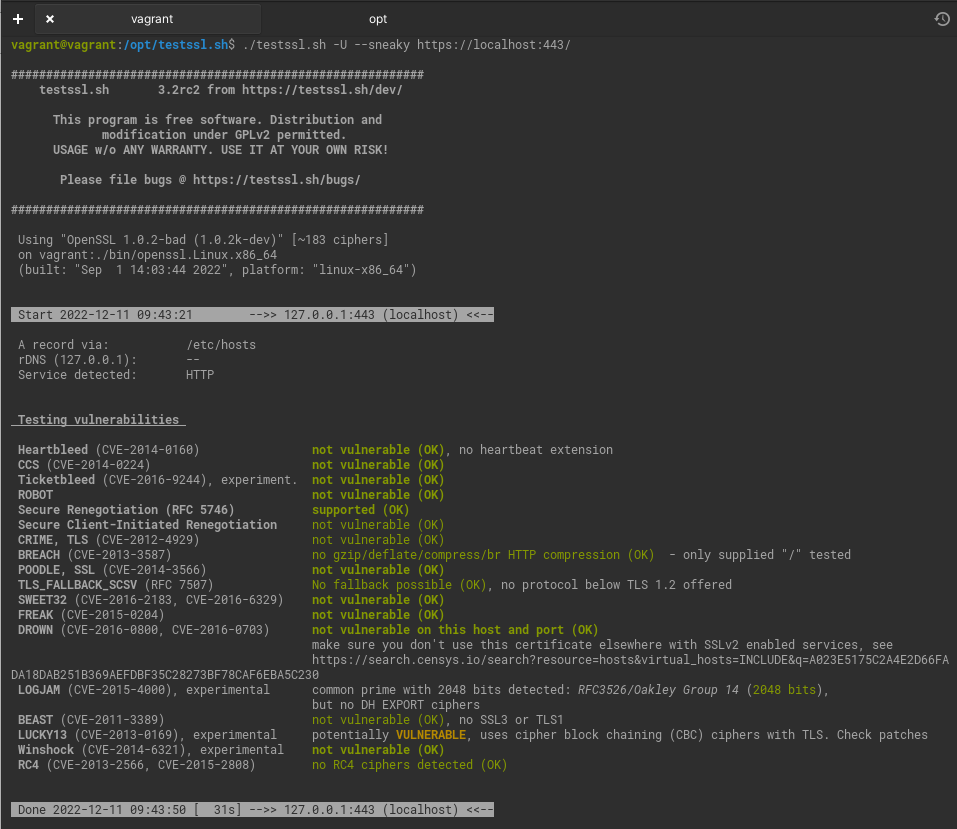 vagrant opt
vagrant@vagrant:/opt/testssl.sh$ ./testssl.sh -U --sneaky https://localhost:443/
###########################################################
testssl.sh 3.2rc2 from https://testssl.sh/dev/
This program is free software. Distribution and
modification under GPLv2 permitted.
USAGE w/o ANY WARRANTY. USE IT AT YOUR OWN RISK!
Please file bugs @ https://testssl.sh/bugs/
###########################################################
Using "OpenSSL 1.0.2-bad (1.0.2k-dev)" [~183 ciphers]
on vagrant:./bin/openssl.Linux.x86_64
(built: "Sep  1 14:03:44 2022", platform: "linux-x86_64")
Start 2022-12-11 09:43:21 -->> 127.0.0.1:443 (localhost) <<--
A record via: /etc/hosts
rDNS (127.0.0.1): --
Service detected: HTTP
Testing vulnerabilities
Heartbleed (CVE-2014-0160) not vulnerable (OK), no heartbeat extension
CCS (CVE-2014-0224) not vulnerable (OK)
Ticketbleed (CVE-2016-9244), experiment. not vulnerable (OK)
ROBOT not vulnerable (OK)
Secure Renegotiation (RFC 5746) supported (OK)
Secure Client-Initiated Renegotiation not vulnerable (OK)
CRIME, TLS (CVE-2012-4929) not vulnerable (OK)
BREACH (CVE-2013-3587) no gzip/deflate/compress/br HTTP compression (OK)  - only supplied "/" tested
POODLE, SSL (CVE-2014-3566) not vulnerable (OK)
TLS_FALLBACK_SCSV (RFC 7507) No fallback possible (OK), no protocol below TLS 1.2 offered
SWEET32 (CVE-2016-2183, CVE-2016-6329) not vulnerable (OK)
FREAK (CVE-2015-0204) not vulnerable (OK)
DROWN (CVE-2016-0800, CVE-2016-0703) not vulnerable on this host and port (OK)
make sure you don't use this certificate elsewhere with SSLv2 enabled services, see
https://search.censys.io/search?resource=hosts&virtual_hosts=INCLUDE&q=A023E5175C2A4E2D66FA
DA18DAB251B369AEFDBF35C28273BF78CAF6EBA5C230
LOGJAM (CVE-2015-4000), experimental common prime with 2048 bits detected: RFC3526/Oakley Group 14 (2048 bits),
but no DH EXPORT ciphers
BEAST (CVE-2011-3389) not vulnerable (OK), no SSL3 or TLS1
LUCKY13 (CVE-2013-0169), experimental potentially VULNERABLE, uses cipher block chaining (CBC) ciphers with TLS. Check patches
Winshock (CVE-2014-6321), experimental not vulnerable (OK)
RC4 (CVE-2013-2566, CVE-2015-2808) no RC4 ciphers detected (OK)
Done 2022-12-11 09:43:50 [  31s] -->> 127.0.0.1:443 (localhost) <<--